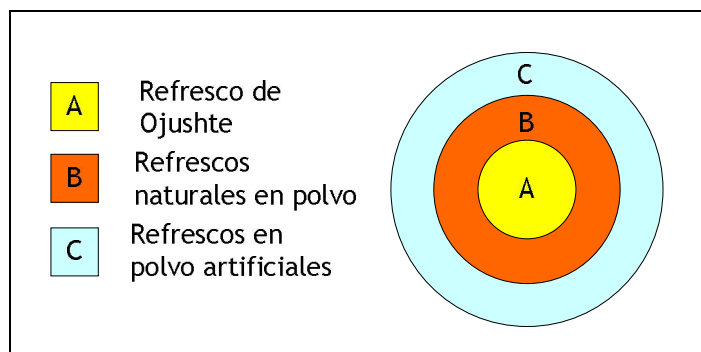 A
Refresco de
Ojushte
B
Refrescos
naturales en polvo
C
Refrescos en
polvo artificiales
C
B
A